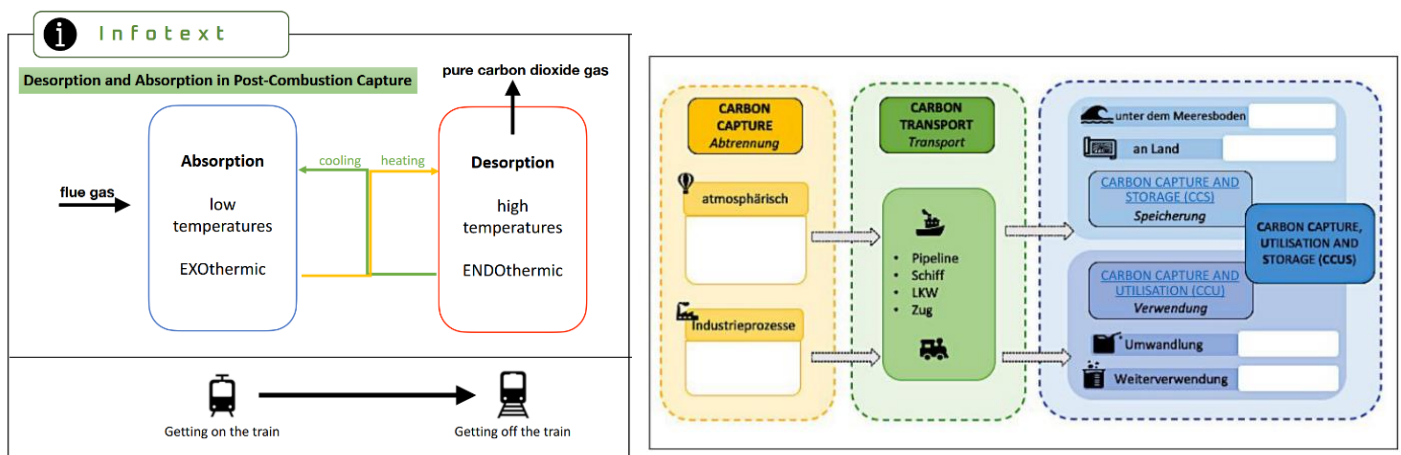 i Infotext
Desorption and Absorption in Post-Combustion Capture
pure carbon dioxide gas
flue gas
Absorption
low
temperatures
EXOthermic
cooling
heating
Desorption
high
temperatures
ENDOthermic
Getting on the train
Getting off the train
CARBON
CAPTURE
Abtrennung
atmosphärisch
Industrieprozesse
CARBON
TRANSPORT
Transport
• Pipeline
• Schiff
• LKW
• Zug
unter dem Meeresboden
an Land
CARBON CAPTURE AND
STORAGE (CCS)
Speicherung
CARBON CAPTURE,
UTILISATION AND
STORAGE (CCUS)
CARBON CAPTURE AND
UTILISATION (CCU)
Verwendung
Umwandlung
Weiterverwendung